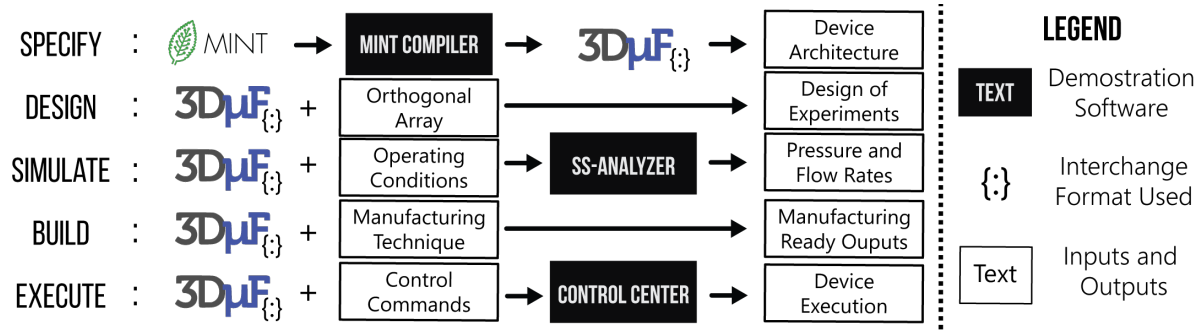 SPECIFY : MINT MINT COMPILER 3DμF{:} Device Architecture
DESIGN : 3DμF{:} + Orthogonal Array Design of Experiments
SIMULATE : 3DμF{:} + Operating Conditions SS-ANALYZER Pressure and Flow Rates
BUILD : 3DμF{:} + Manufacturing Technique Manufacturing Ready Ouputs
EXECUTE : 3DμF{:} + Control Commands CONTROL CENTER Device Execution
LEGEND
TEXT Demostration Software
{:} Interchange Format Used
Text Inputs and Outputs